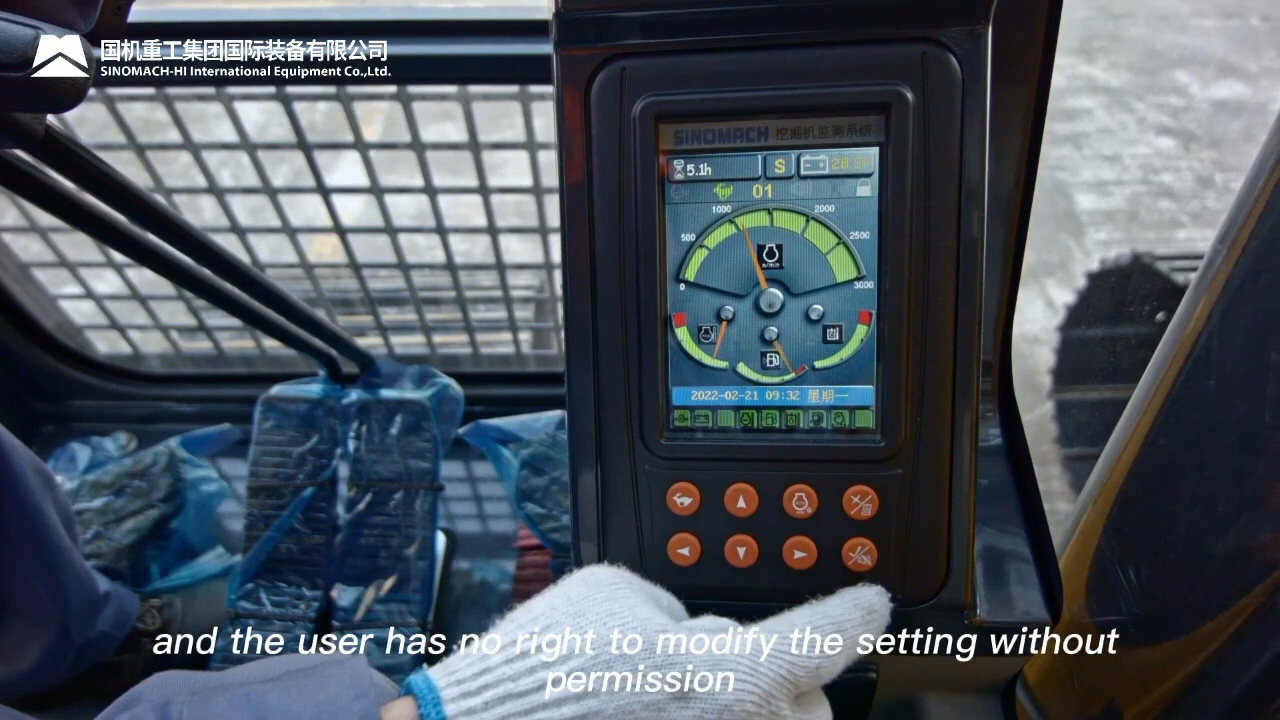 国机重工集团国际装备有限公司
SINOMACH-HI International Equipment Co.,Ltd.
SINOMACH 挖掘机监测系统
5.1h S
01
1000 2000
500 2500
0 3000
2022-02-21 09:32 星期一
and the user has no right to modify the setting without
permission